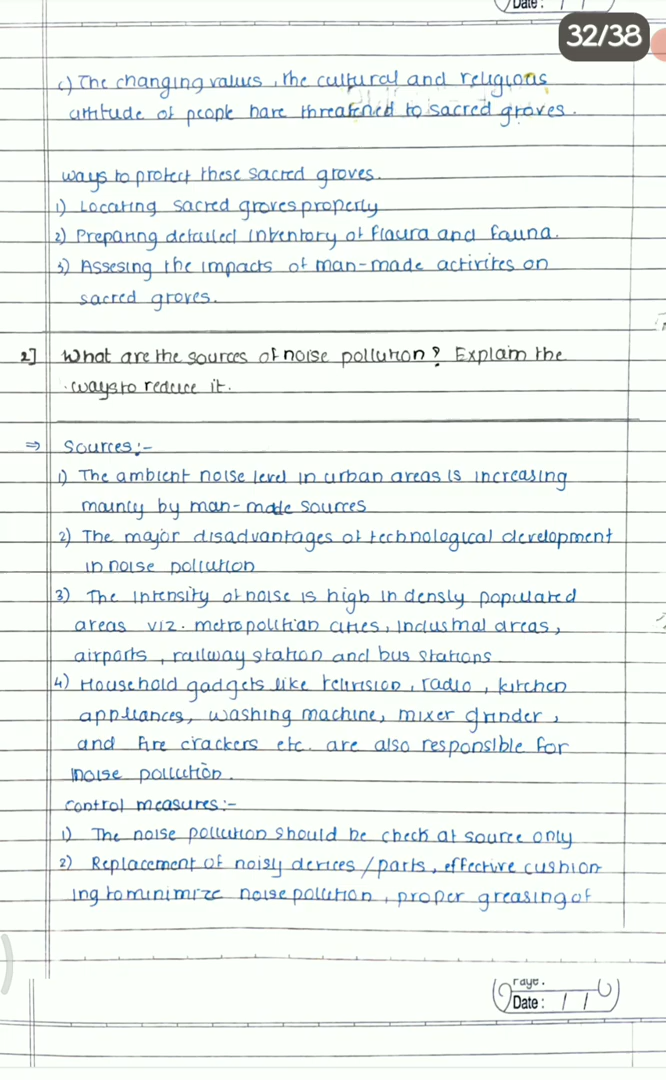 Date: / /
32/38
c) The changing values, the cultural and religious
attitude of people have threatened to sacred groves.
ways to protect these sacred groves.
1) Locating sacred groves properly
2) Preparing detailed inventory of flaura and fauna.
3) Assesing the impacts of man-made activites on
sacred groves.
2] What are the sources of noise pollution? Explain the
ways to reduce it.
⇒ Sources:-
1) The ambient noise level in urban areas is increasing
mainly by man-made sources
2) The major disadvantages of technological development
in noise pollution
3) The intensity of noise is high in densly populated
areas viz. metropolitian cities, industrial areas,
airports, railway station and bus stations
4) Household gadgets like television, radio, kitchen
appliances, washing machine, mixer grinder,
and fire crackers etc. are also responsible for
noise pollution.
control measures:-
1) The noise pollution should be check at source only
2) Replacement of noisy devices/parts, effective cushion-
ing to minimize noise pollution, proper greasing of
Page.
Date: / /